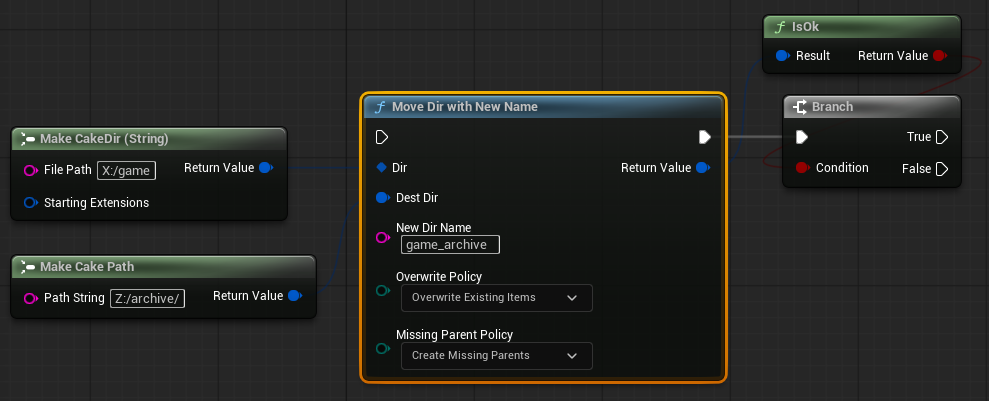 IsOk
Result
Return Value
Move Dir with New Name
Branch
True
Condition
False
Make CakeDir (String)
File Path X:/game
Return Value
Starting Extensions
Dir
Return Value
Dest Dir
New Dir Name
game_archive
Overwrite Policy
Overwrite Existing Items
Missing Parent Policy
Create Missing Parents
Make Cake Path
Path String Z:/archive/
Return Value